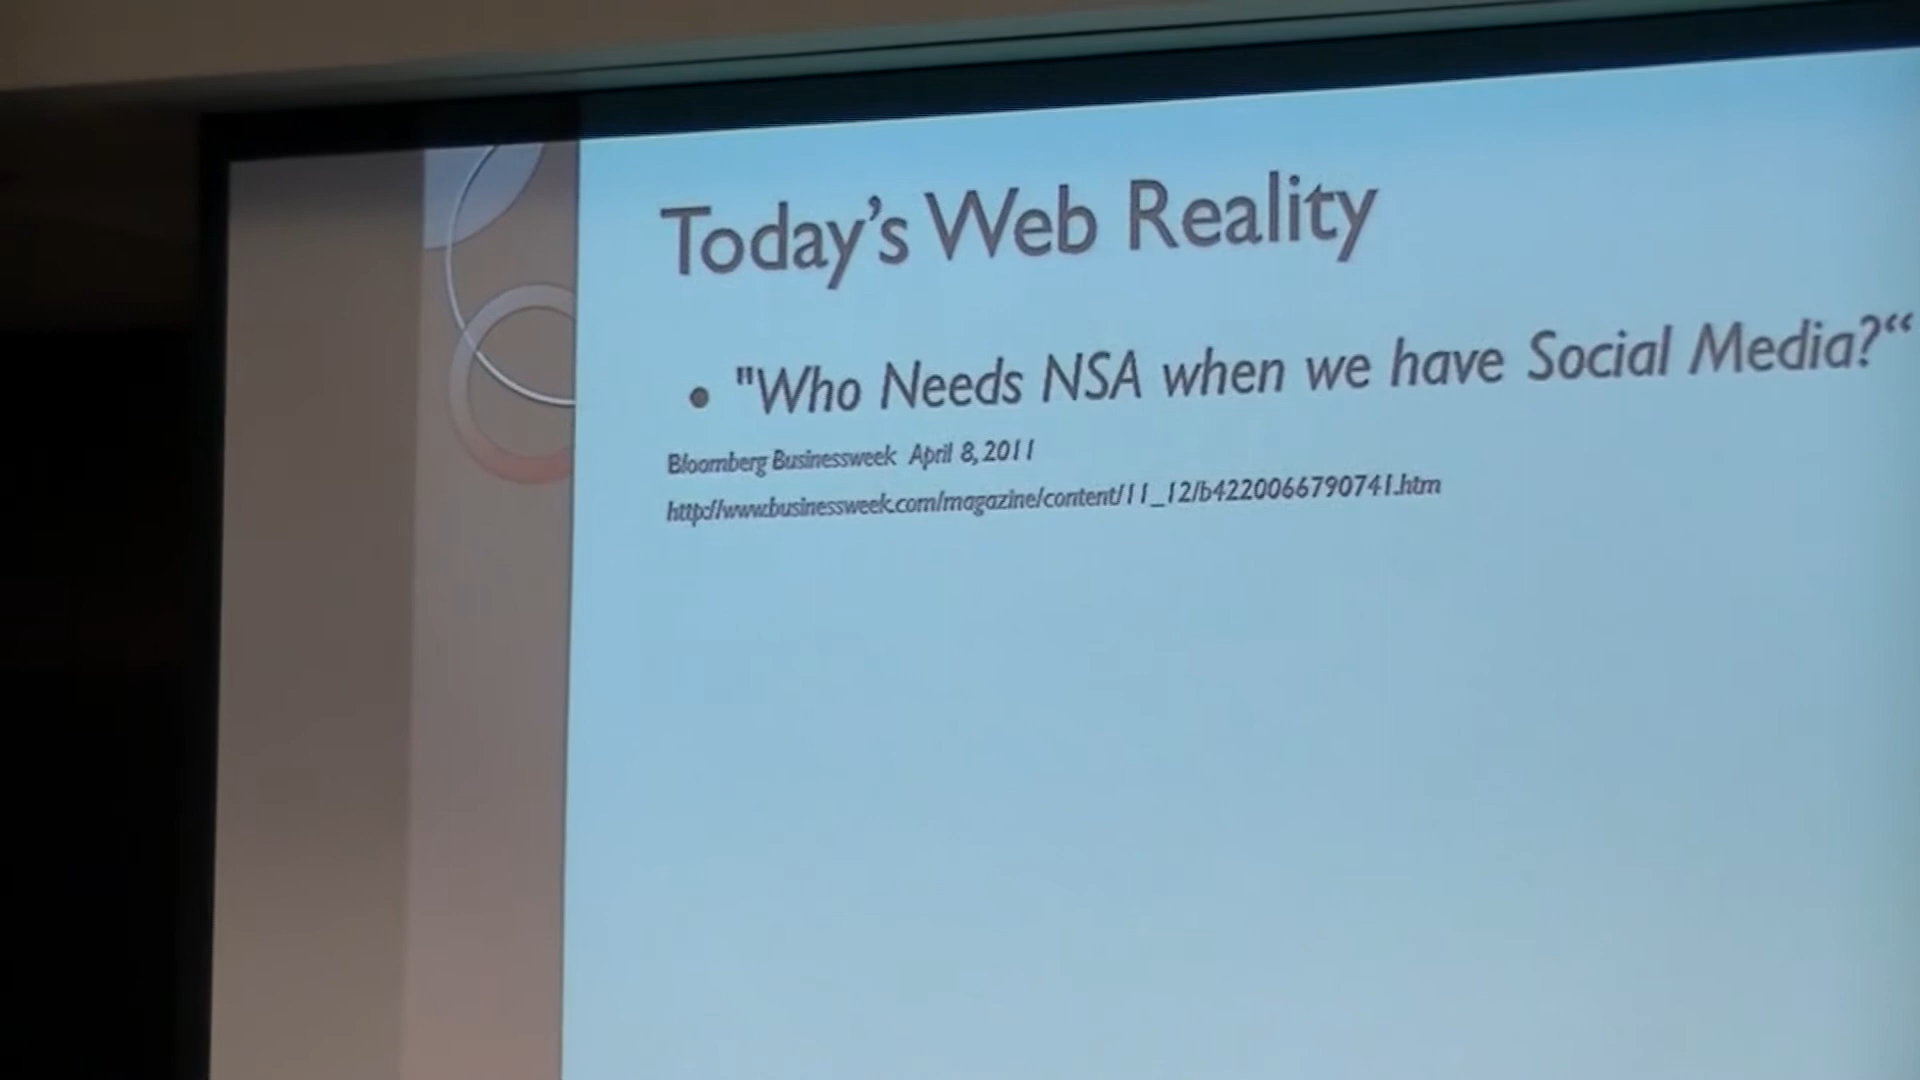 Today's Web Reality
• "Who Needs NSA when we have Social Media?“
Bloomberg Businessweek April 8, 2011
http://www.businessweek.com/magazine/content/11_12/b4220066790741.htm